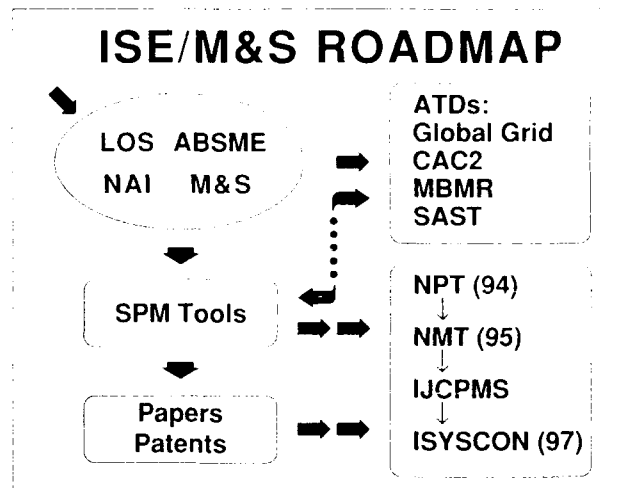 ISE/M&S ROADMAP
LOS ABSME
NAI M&S
ATDs:
Global Grid
CAC2
MBMR
SAST
SPM Tools
NPT (94)
NMT (95)
IJCPMS
ISYSCON (97)
Papers
Patents